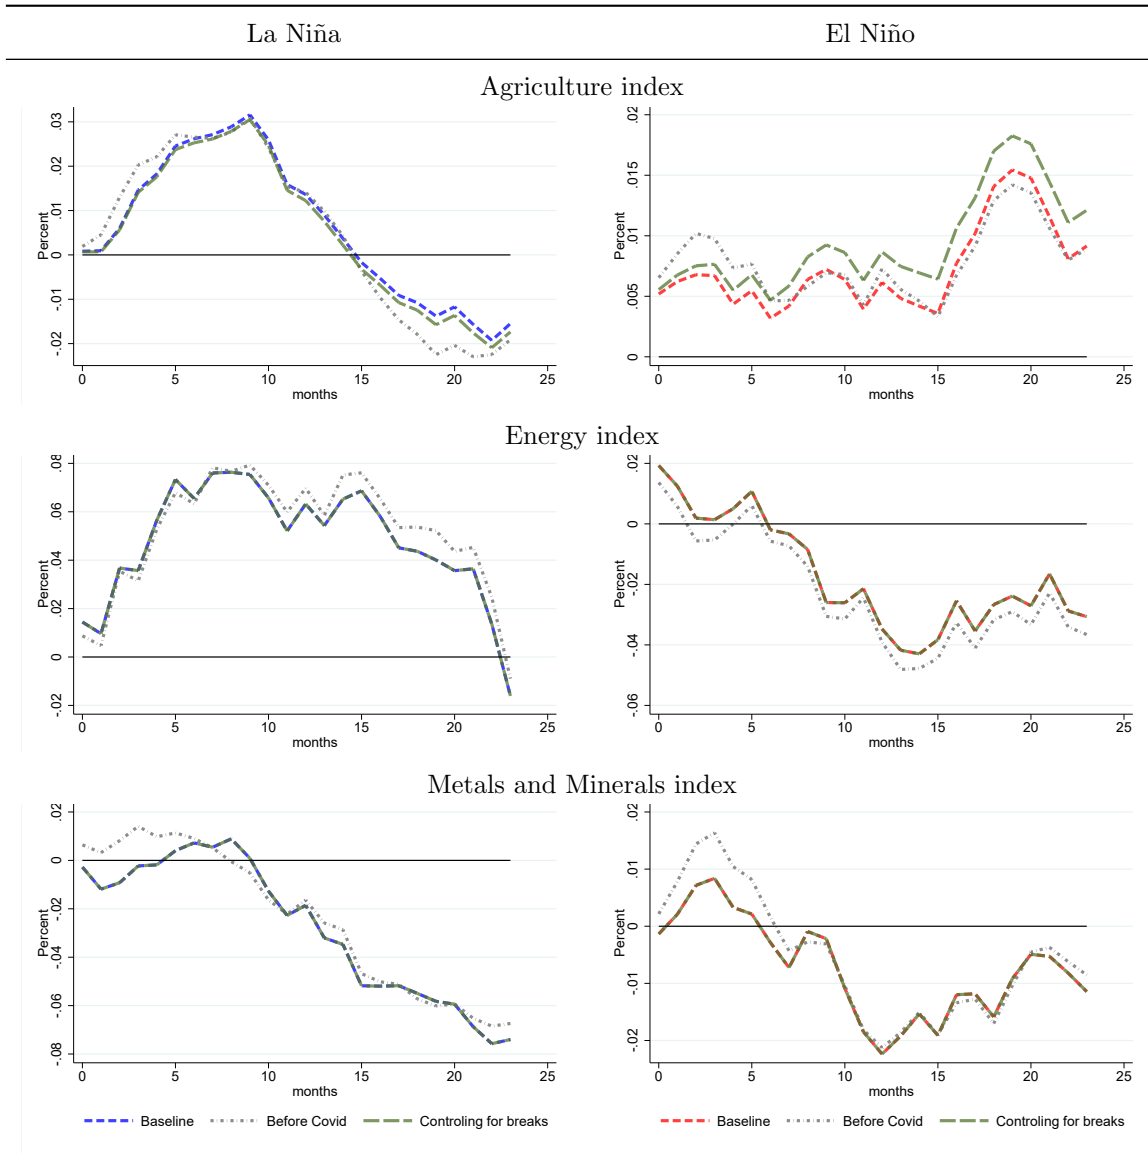 La Niña El Niño
Agriculture index
Percent
.03
.02
.01
0
-.01
-.02
0 5 10 15 20 25
months
Percent
.02
.015
.01
.005
0
0 5 10 15 20 25
months
Energy index
Percent
.08
.06
.04
.02
0
-.02
0 5 10 15 20 25
months
Percent
.02
0
-.02
-.04
-.06
0 5 10 15 20 25
months
Metals and Minerals index
Percent
.02
0
-.02
-.04
-.06
-.08
0 5 10 15 20 25
months
Percent
.02
.01
0
-.01
-.02
0 5 10 15 20 25
months
Baseline Before Covid Controling for breaks
Baseline Before Covid Controling for breaks